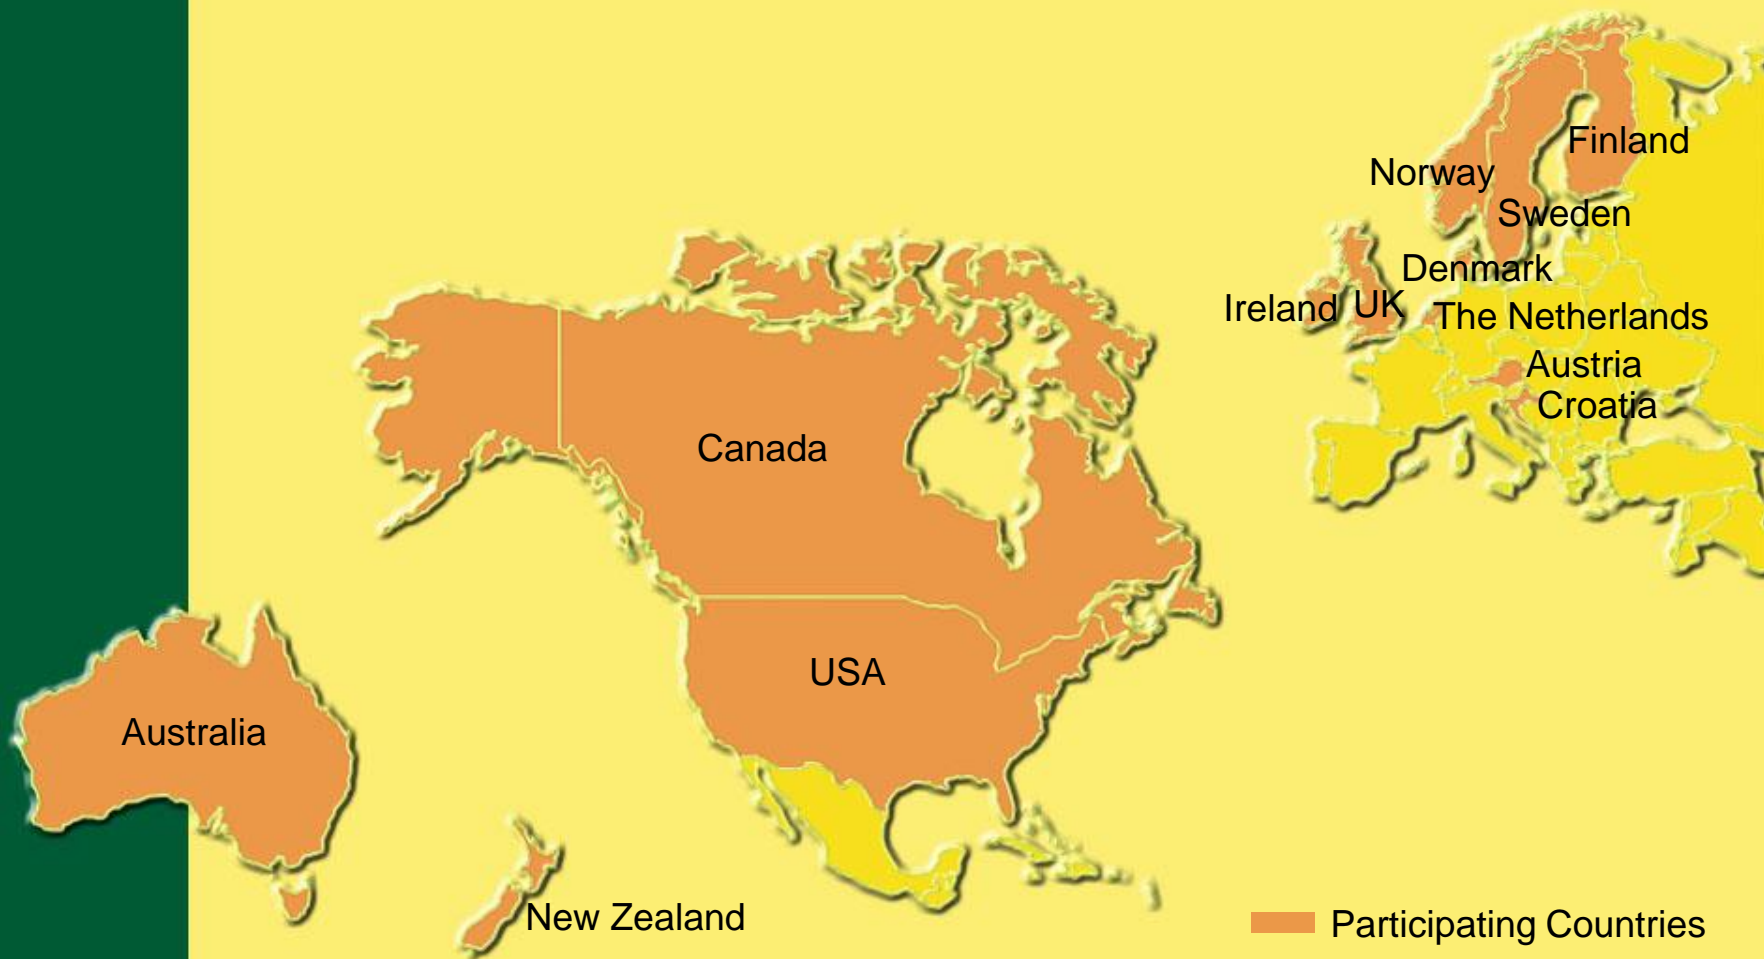 Finland
Norway
Sweden
Denmark
Ireland UK
The Netherlands
Austria
Croatia
Canada
USA
Australia
New Zealand
Participating Countries